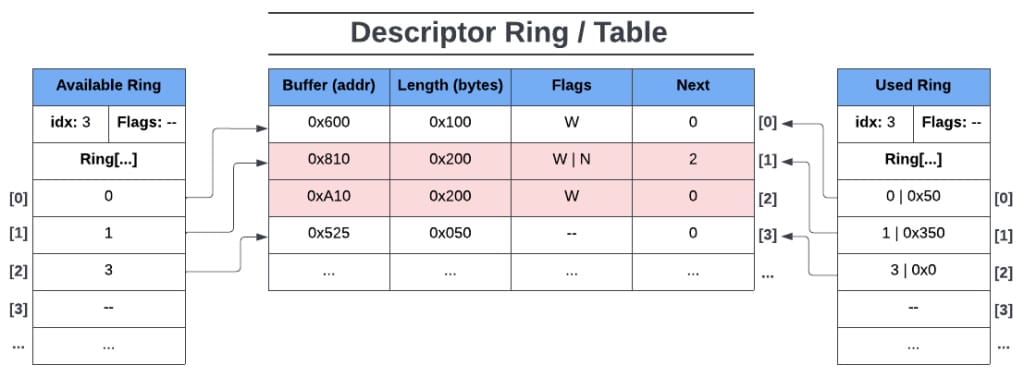 Descriptor Ring / Table
Available Ring
idx: 3 Flags: --
Ring[...]
[0] 0
[1] 1
[2] 3
[3] --
... ...
Buffer (addr) Length (bytes) Flags Next
0x600 0x100 W 0 [0]
0x810 0x200 W | N 2 [1]
0xA10 0x200 W 0 [2]
0x525 0x050 -- 0 [3]
... ... ... ... ...
Used Ring
idx: 3 Flags: --
Ring[...]
0 | 0x50 [0]
1 | 0x350 [1]
3 | 0x0 [2]
-- [3]
... ...